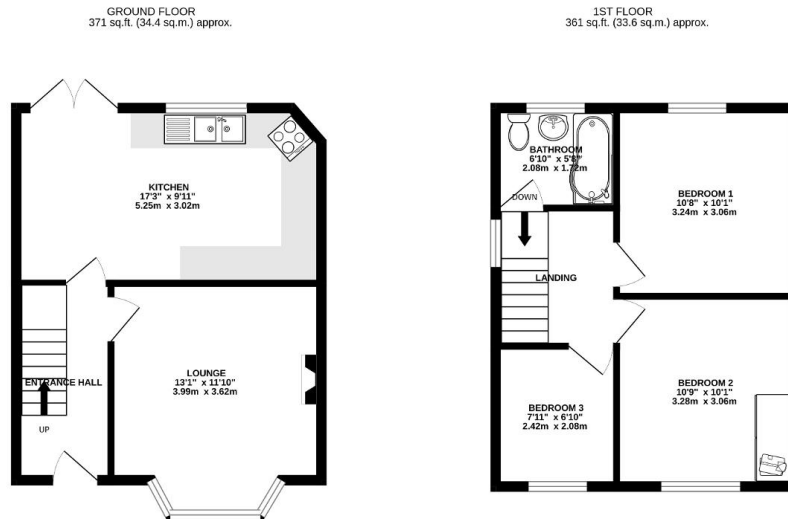 GROUND FLOOR
371 sq.ft. (34.4 sq.m.) approx.
KITCHEN
17'3" x 9'11"
5.25m x 3.02m
LOUNGE
13'1" x 11'10"
3.99m x 3.62m
ENTRANCE HALL
UP
1ST FLOOR
361 sq.ft. (33.6 sq.m.) approx.
BATHROOM
6'10" x 5'8"
2.08m x 1.72m
DOWN
BEDROOM 1
10'8" x 10'1"
3.24m x 3.06m
LANDING
BEDROOM 2
10'9" x 10'1"
3.28m x 3.06m
BEDROOM 3
7'11" x 6'10"
2.42m x 2.08m